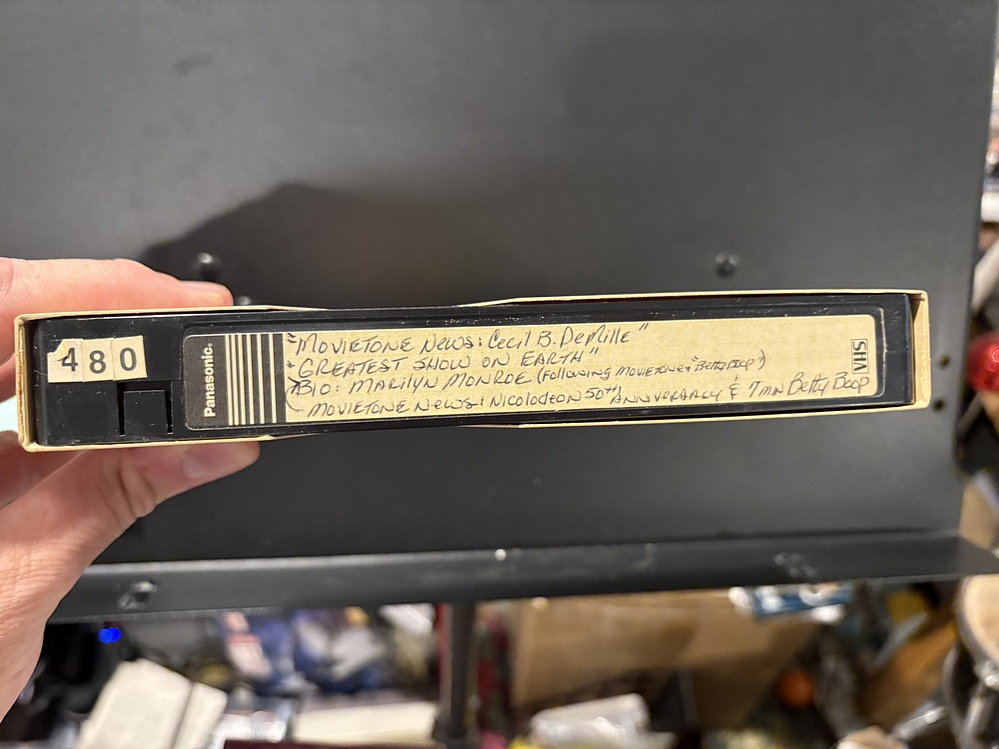 480
Panasonic.
"MOVIETONE NEWS: CECIL B. DEMILLE"
"GREATEST SHOW ON EARTH"
BIO: MARILYN MONROE (FOLLOWING MOVIETONE & "BETTY BOOP")
MOVIETONE NEWS: NICOLODEON 50TH ANNIVERSARY & 7 MIN BETTY BOOP
VHS